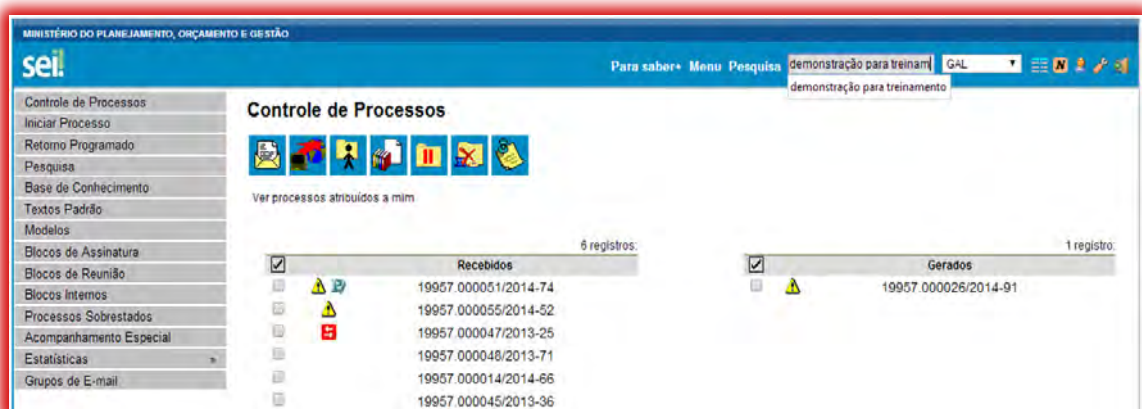 MINISTÉRIO DO PLANEJAMENTO, ORÇAMENTO E GESTÃO
sei!
Para saber+ Menu Pesquisa demonstração para treinam GAL
demonstração para treinamento
Controle de Processos
Iniciar Processo
Retorno Programado
Pesquisa
Base de Conhecimento
Textos Padrão
Modelos
Blocos de Assinatura
Blocos de Reunião
Blocos Internos
Processos Sobrestados
Acompanhamento Especial
Estatísticas »
Grupos de E-mail
Controle de Processos
Ver processos atribuídos a mim
6 registros:
Recebidos
19957.000051/2014-74
19957.000055/2014-52
19957.000047/2013-25
19957.000048/2013-71
19957.000014/2014-66
19957.000045/2013-36
1 registro:
Gerados
19957.000026/2014-91